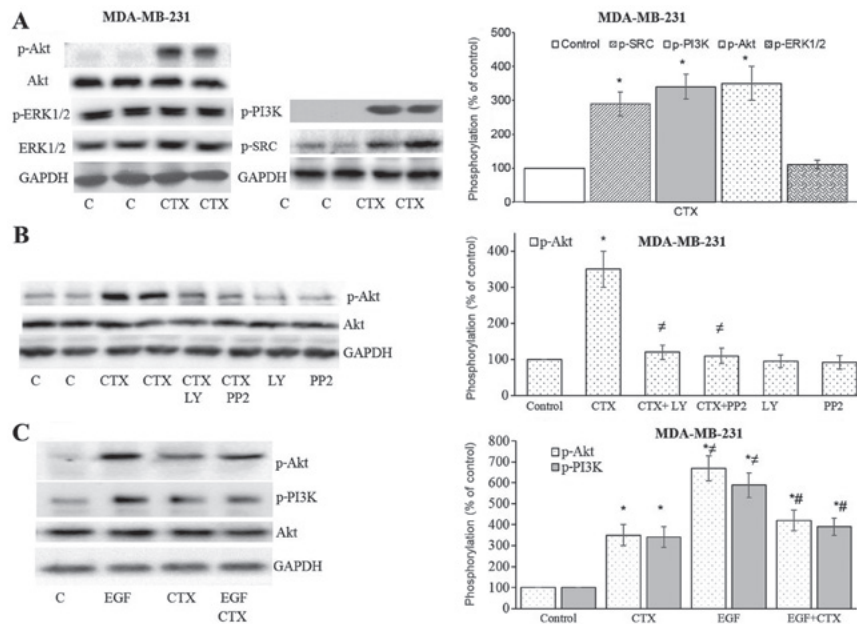 A
MDA-MB-231
p-Akt
Akt
p-ERK1/2
ERK1/2
GAPDH
C C CTX CTX
p-PI3K
p-SRC
GAPDH
C C CTX CTX
MDA-MB-231
Control p-SRC p-PI3K p-Akt p-ERK1/2
Phosphorylation (% of control)
500
400
300
200
100
0
* * *
CTX
B
p-Akt
Akt
GAPDH
C C CTX CTX CTX CTX LY PP2
LY PP2
p-Akt
MDA-MB-231
Phosphorylation (% of control)
400
300
200
100
0
* ≠ ≠
Control CTX CTX+ LY CTX+PP2 LY PP2
C
p-Akt
p-PI3K
Akt
GAPDH
C EGF CTX EGF
CTX
MDA-MB-231
p-Akt
p-PI3K
Phosphorylation (% of control)
800
700
600
500
400
300
200
100
0
* * *≠ *≠ *# *#
Control CTX EGF EGF+CTX